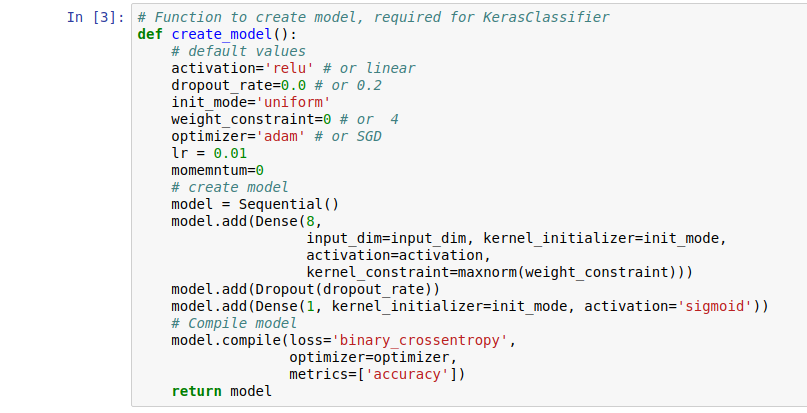 In [3]: # Function to create model, required for KerasClassifier
def create_model():
    # default values
    activation='relu' # or linear
    dropout_rate=0.0 # or 0.2
    init_mode='uniform'
    weight_constraint=0 # or  4
    optimizer='adam' # or SGD
    lr = 0.01
    momemntum=0
    # create model
    model = Sequential()
    model.add(Dense(8,
                    input_dim=input_dim, kernel_initializer=init_mode,
                    activation=activation,
                    kernel_constraint=maxnorm(weight_constraint)))
    model.add(Dropout(dropout_rate))
    model.add(Dense(1, kernel_initializer=init_mode, activation='sigmoid'))
    # Compile model
    model.compile(loss='binary_crossentropy',
                  optimizer=optimizer,
                  metrics=['accuracy'])
    return model